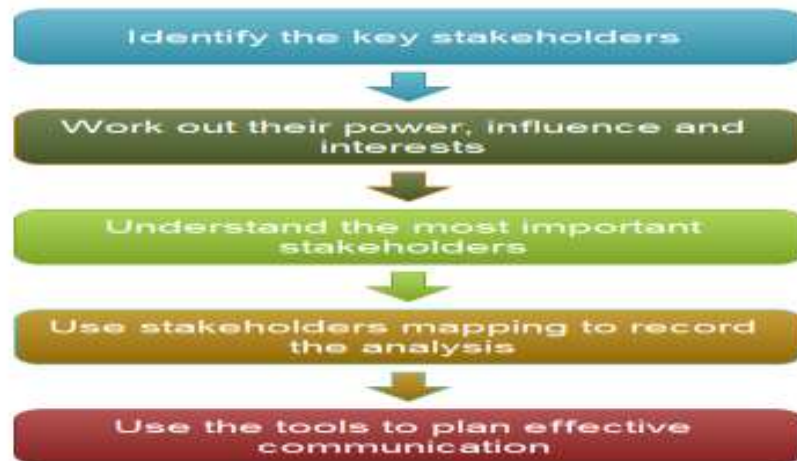 Identify the key stakeholders
Work out their power, influence and
interests
Understand the most important
stakeholders
Use stakeholders mapping to record
the analysis
Use the tools to plan effective
communication